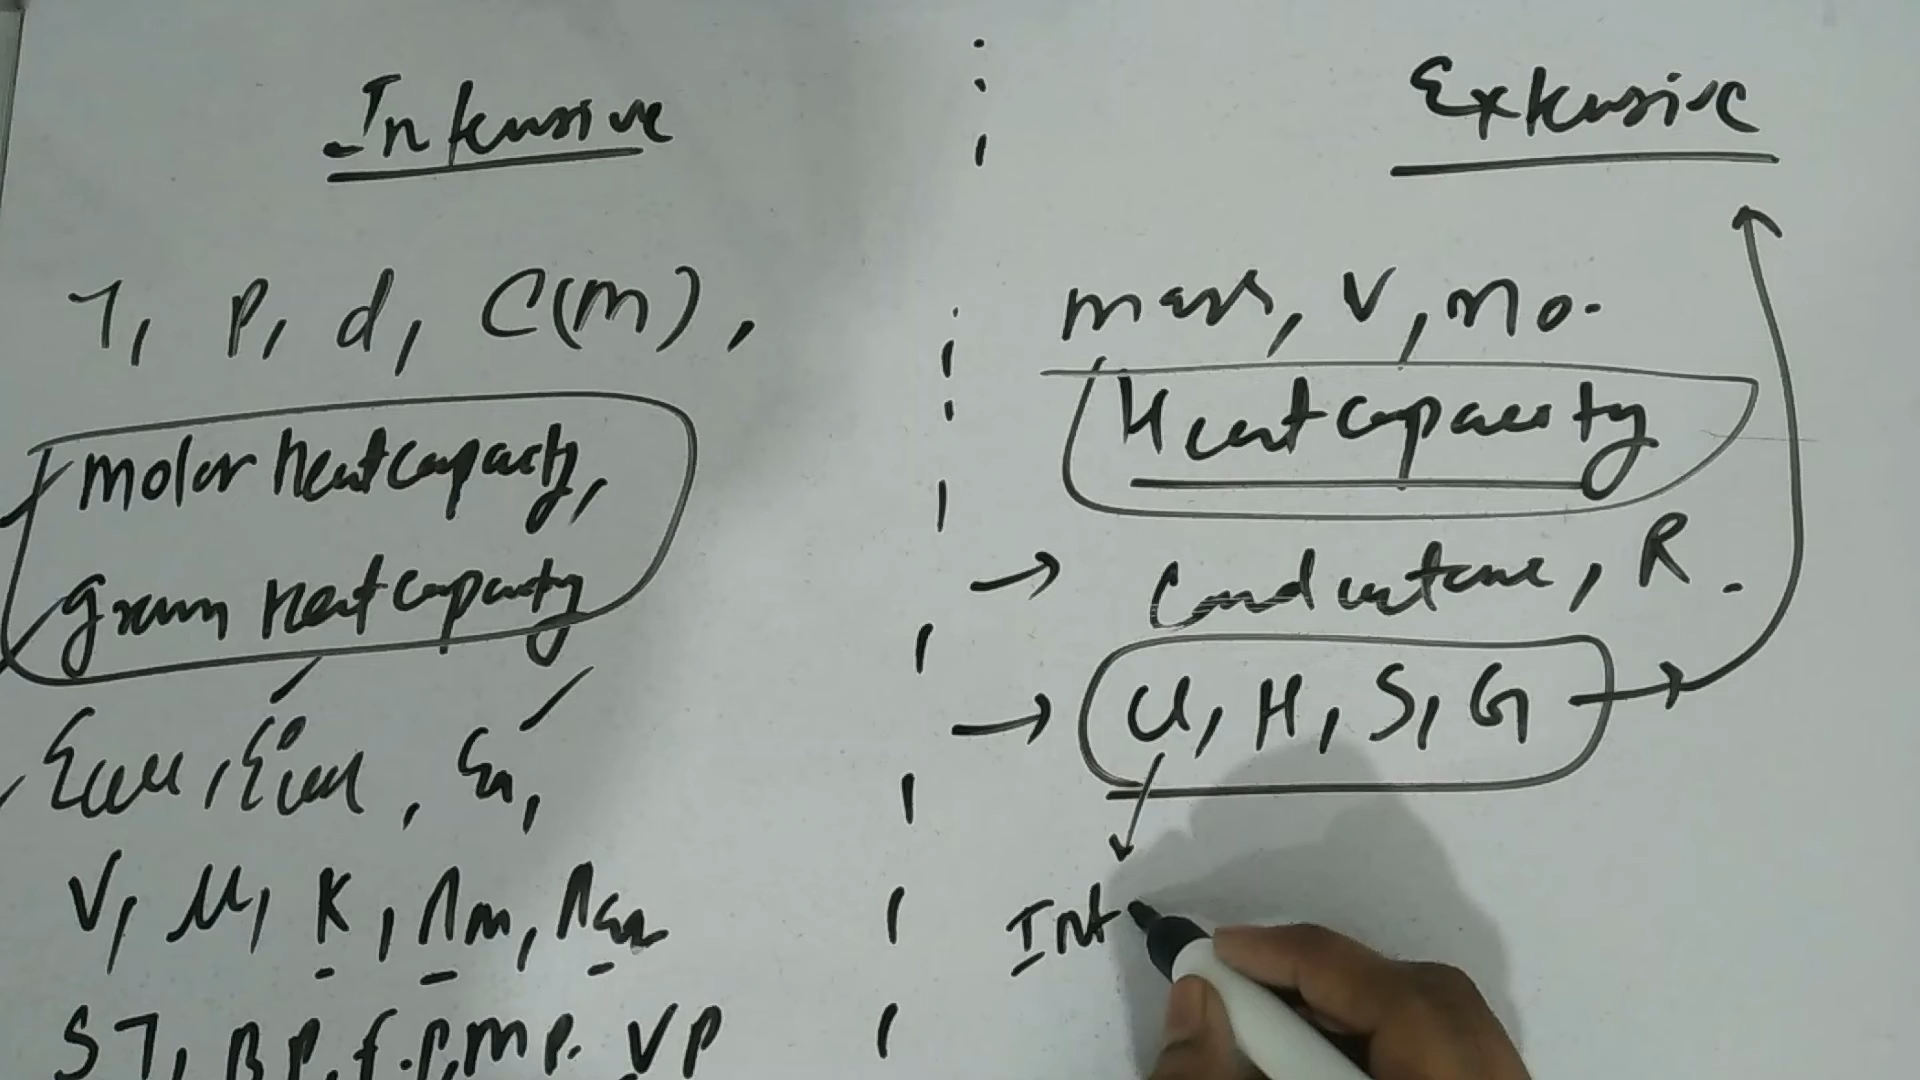 Intensive
T, P, d, C(M),
Molar heat capacity,
gram heat capacity
Ecell, E°cell,
V, μ, K, Λm, Λeq
ST, BP, f.P, MP. VP
Extensive
mass, V, no.
Heat capacity
Conductance, R.
U, H, S, G
Int